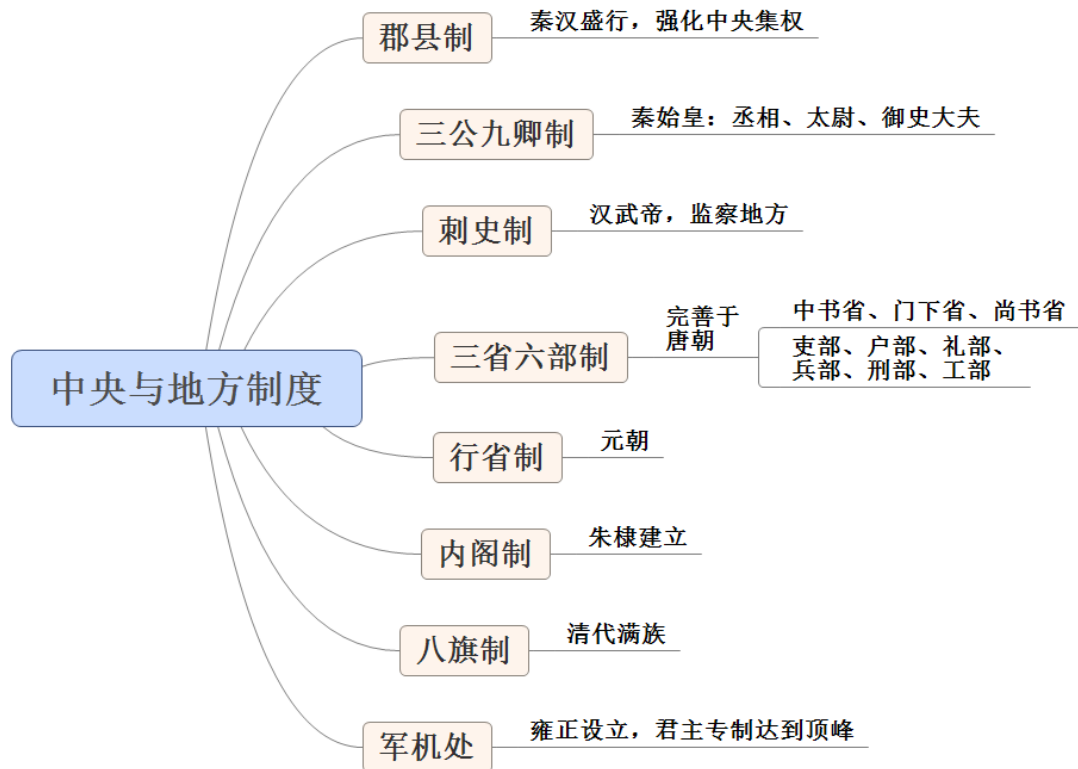 中央与地方制度
郡县制
秦汉盛行，强化中央集权
三公九卿制
秦始皇：丞相、太尉、御史大夫
刺史制
汉武帝，监察地方
三省六部制
完善于
唐朝
中书省、门下省、尚书省
吏部、户部、礼部、
兵部、刑部、工部
行省制
元朝
内阁制
朱棣建立
八旗制
清代满族
军机处
雍正设立，君主专制达到顶峰